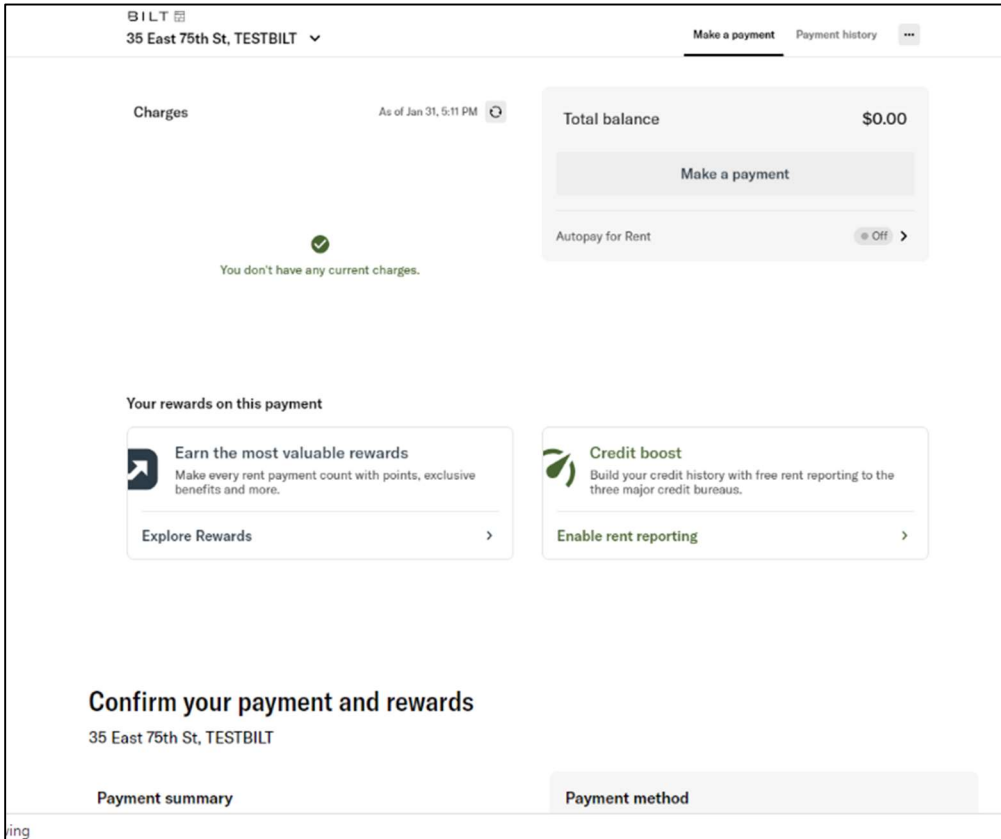 BILT
35 East 75th St, TESTBILT
Make a payment
Payment history
Charges
As of Jan 31, 5:11 PM
Total balance
$0.00
Make a payment
Autopay for Rent
Off
You don't have any current charges.
Your rewards on this payment
Earn the most valuable rewards
Make every rent payment count with points, exclusive
benefits and more.
Explore Rewards
Credit boost
Build your credit history with free rent reporting to the
three major credit bureaus.
Enable rent reporting
Confirm your payment and rewards
35 East 75th St, TESTBILT
Payment summary
Payment method